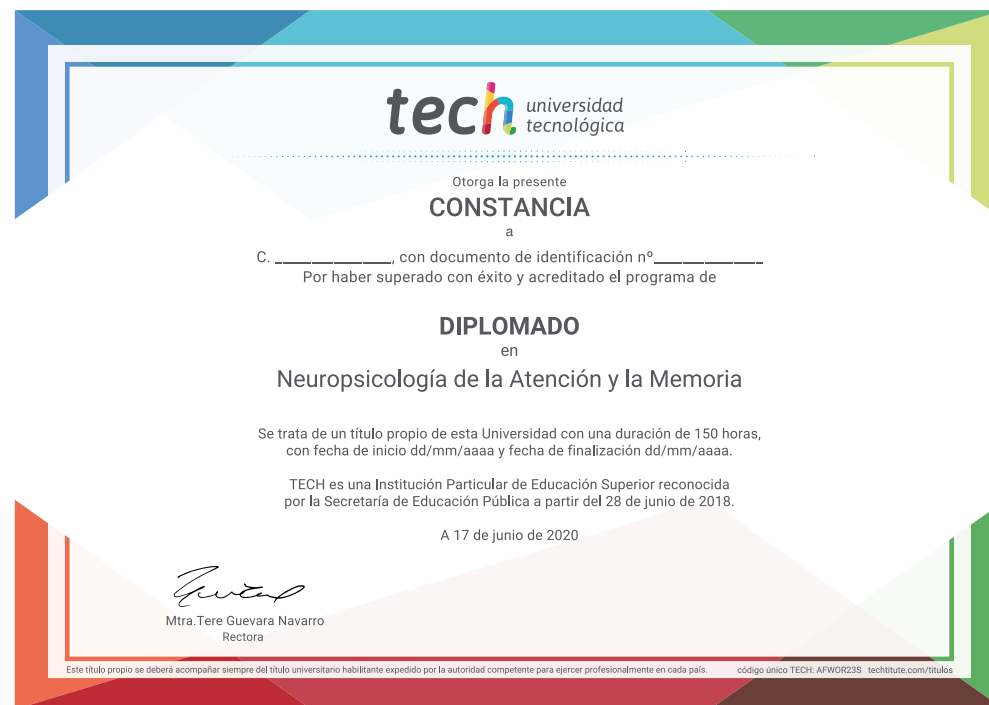 tech universidad
tecnológica
Otorga la presente
CONSTANCIA
a
C. ______________, con documento de identificación nº_____________
Por haber superado con éxito y acreditado el programa de
DIPLOMADO
en
Neuropsicología de la Atención y la Memoria
Se trata de un título propio de esta Universidad con una duración de 150 horas,
con fecha de inicio dd/mm/aaaa y fecha de finalización dd/mm/aaaa.
TECH es una Institución Particular de Educación Superior reconocida
por la Secretaría de Educación Pública a partir del 28 de junio de 2018.
A 17 de junio de 2020
Mtra.Tere Guevara Navarro
Rectora
Este título propio se deberá acompañar siempre del título universitario habilitante expedido por la autoridad competente para ejercer profesionalmente en cada país. código único TECH: AFWOR23S techtitute.com/titulos